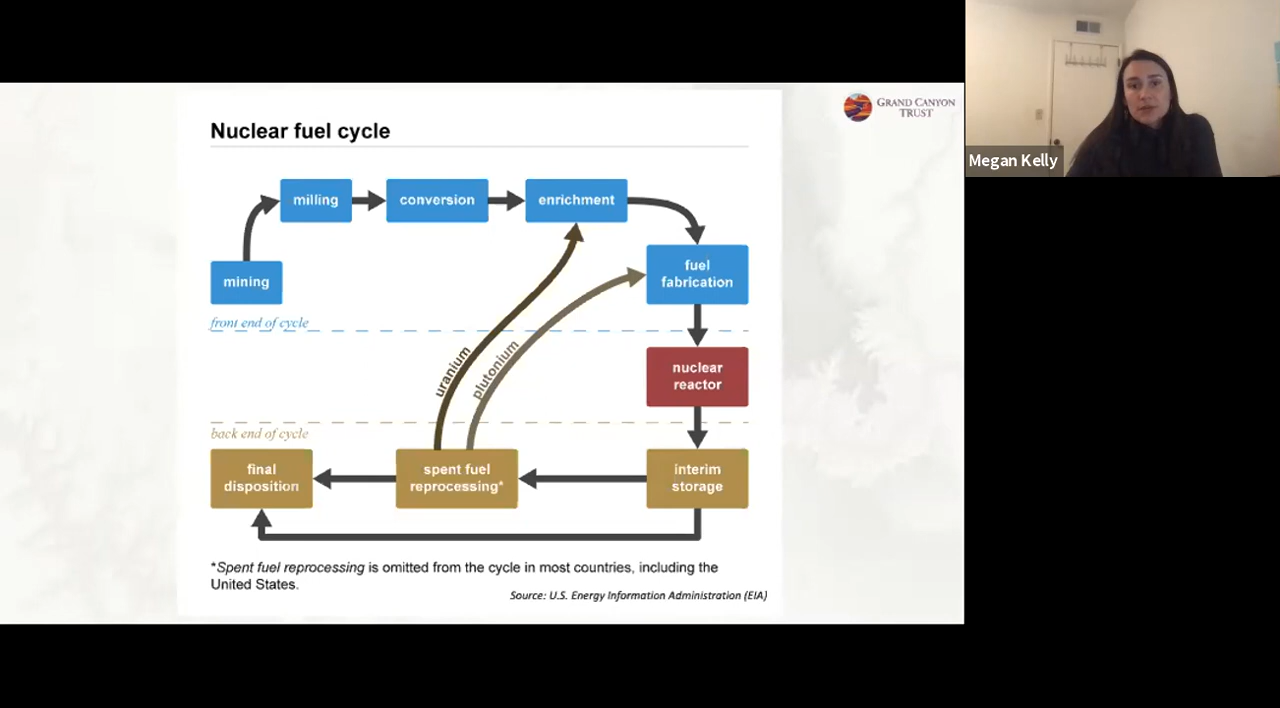 Nuclear fuel cycle
GRAND CANYON
TRUST
Megan Kelly
milling
conversion
enrichment
mining
fuel
fabrication
front end of cycle
uranium
plutonium
nuclear
reactor
back end of cycle
final
disposition
spent fuel
reprocessing*
interim
storage
*Spent fuel reprocessing is omitted from the cycle in most countries, including the
United States.
Source: U.S. Energy Information Administration (EIA)